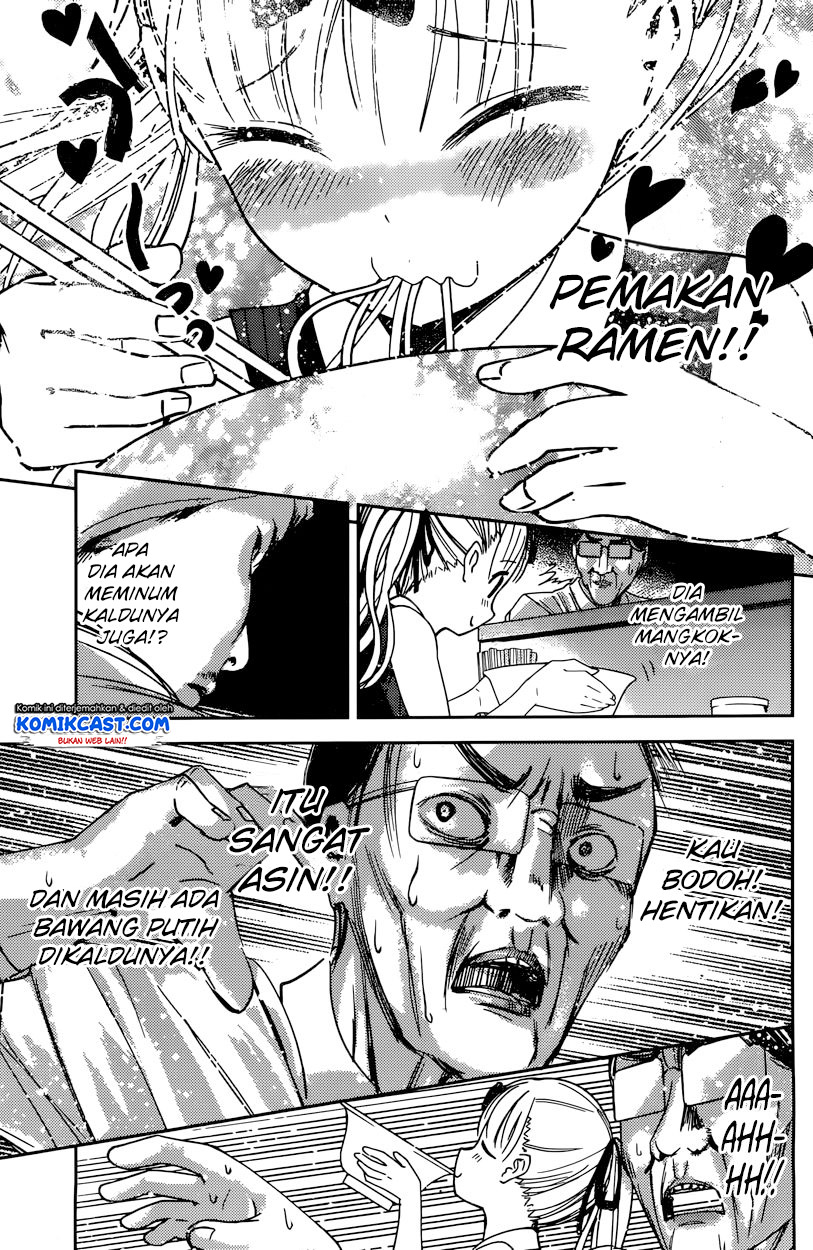 PEMAKAN
RAMEN!!
APA
DIA AKAN
MEMINUM
KALDUNYA
JUGA!?
DIA
MENGAMBIL
MANGKOK-
NYA!
Komik ini diterjemahkan & diedit oleh
KOMIKCAST.COM
BUKAN WEB LAIN!!
ITU
SANGAT
ASIN!!
KAU
BODOH!
HENTIKAN!
DAN MASIH ADA
BAWANG PUTIH
DIKALDUNYA!!
AAA-
AHH-
HH!!